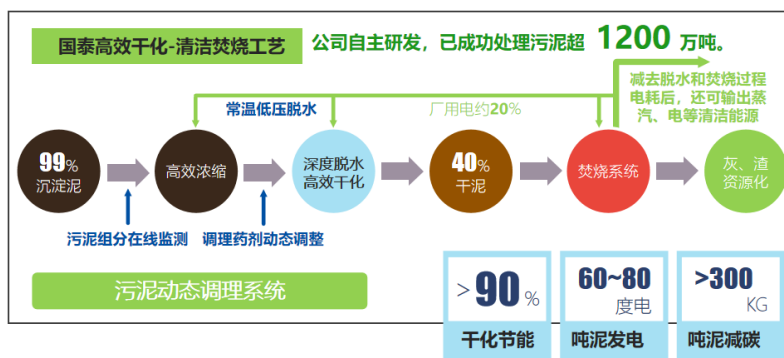 国泰高效干化-清洁焚烧工艺
公司自主研发，已成功处理污泥超 1200 万吨。
减去脱水和焚烧过程
电耗后，还可输出蒸
汽、电等清洁能源
常温低压脱水
厂用电约20%
99%
沉淀泥
高效浓缩
深度脱水
高效干化
40%
干泥
焚烧系统
灰、渣
资源化
污泥组分在线监测
调理药剂动态调整
污泥动态调理系统
>90%
干化节能
60~80
度电
吨泥发电
>300
KG
吨泥减碳